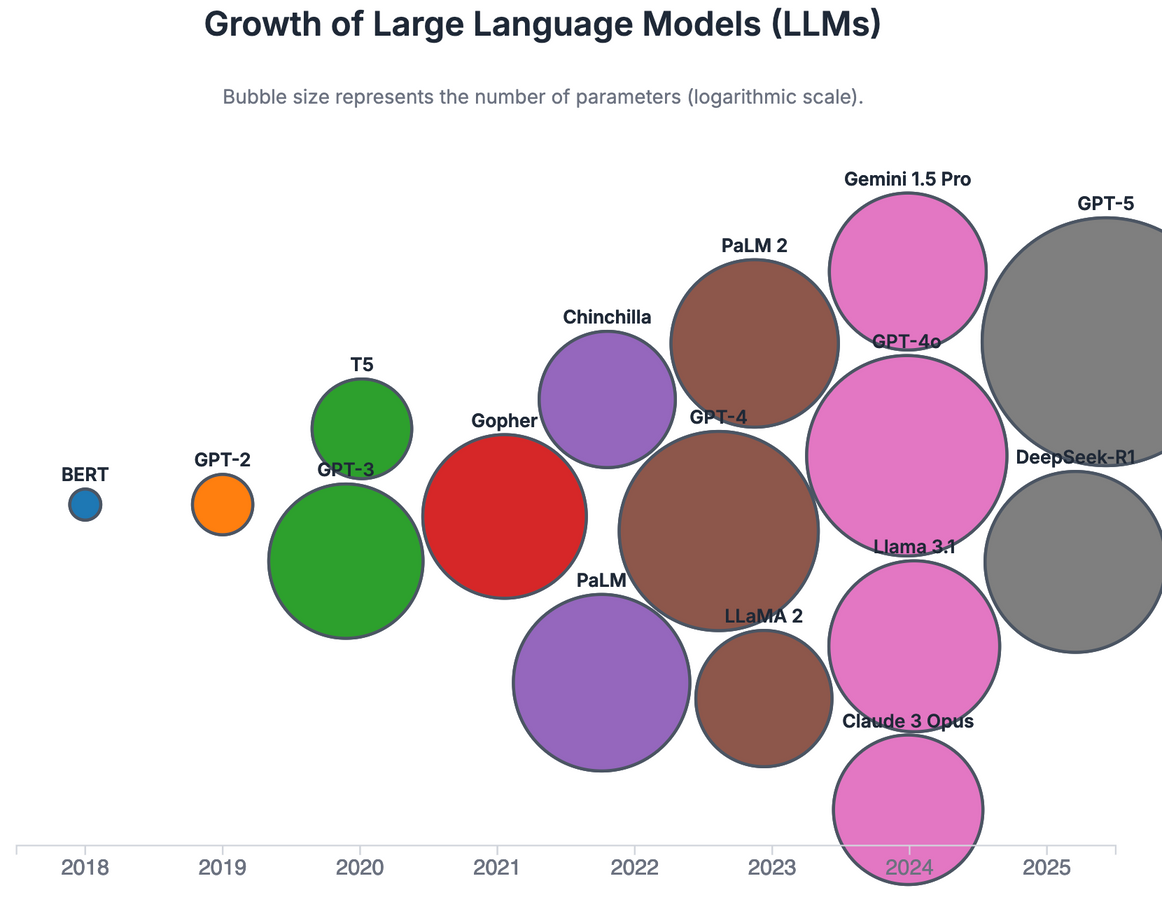 Growth of Large Language Models (LLMs)
Bubble size represents the number of parameters (logarithmic scale).
Gemini 1.5 Pro
GPT-5
PaLM 2
Chinchilla
GPT-4o
T5
GPT-4
Gopher
DeepSeek-R1
GPT-2
GPT-3
BERT
Llama 3.1
PaLM
LLaMA 2
Claude 3 Opus
2018 2019 2020 2021 2022 2023 2024 2025